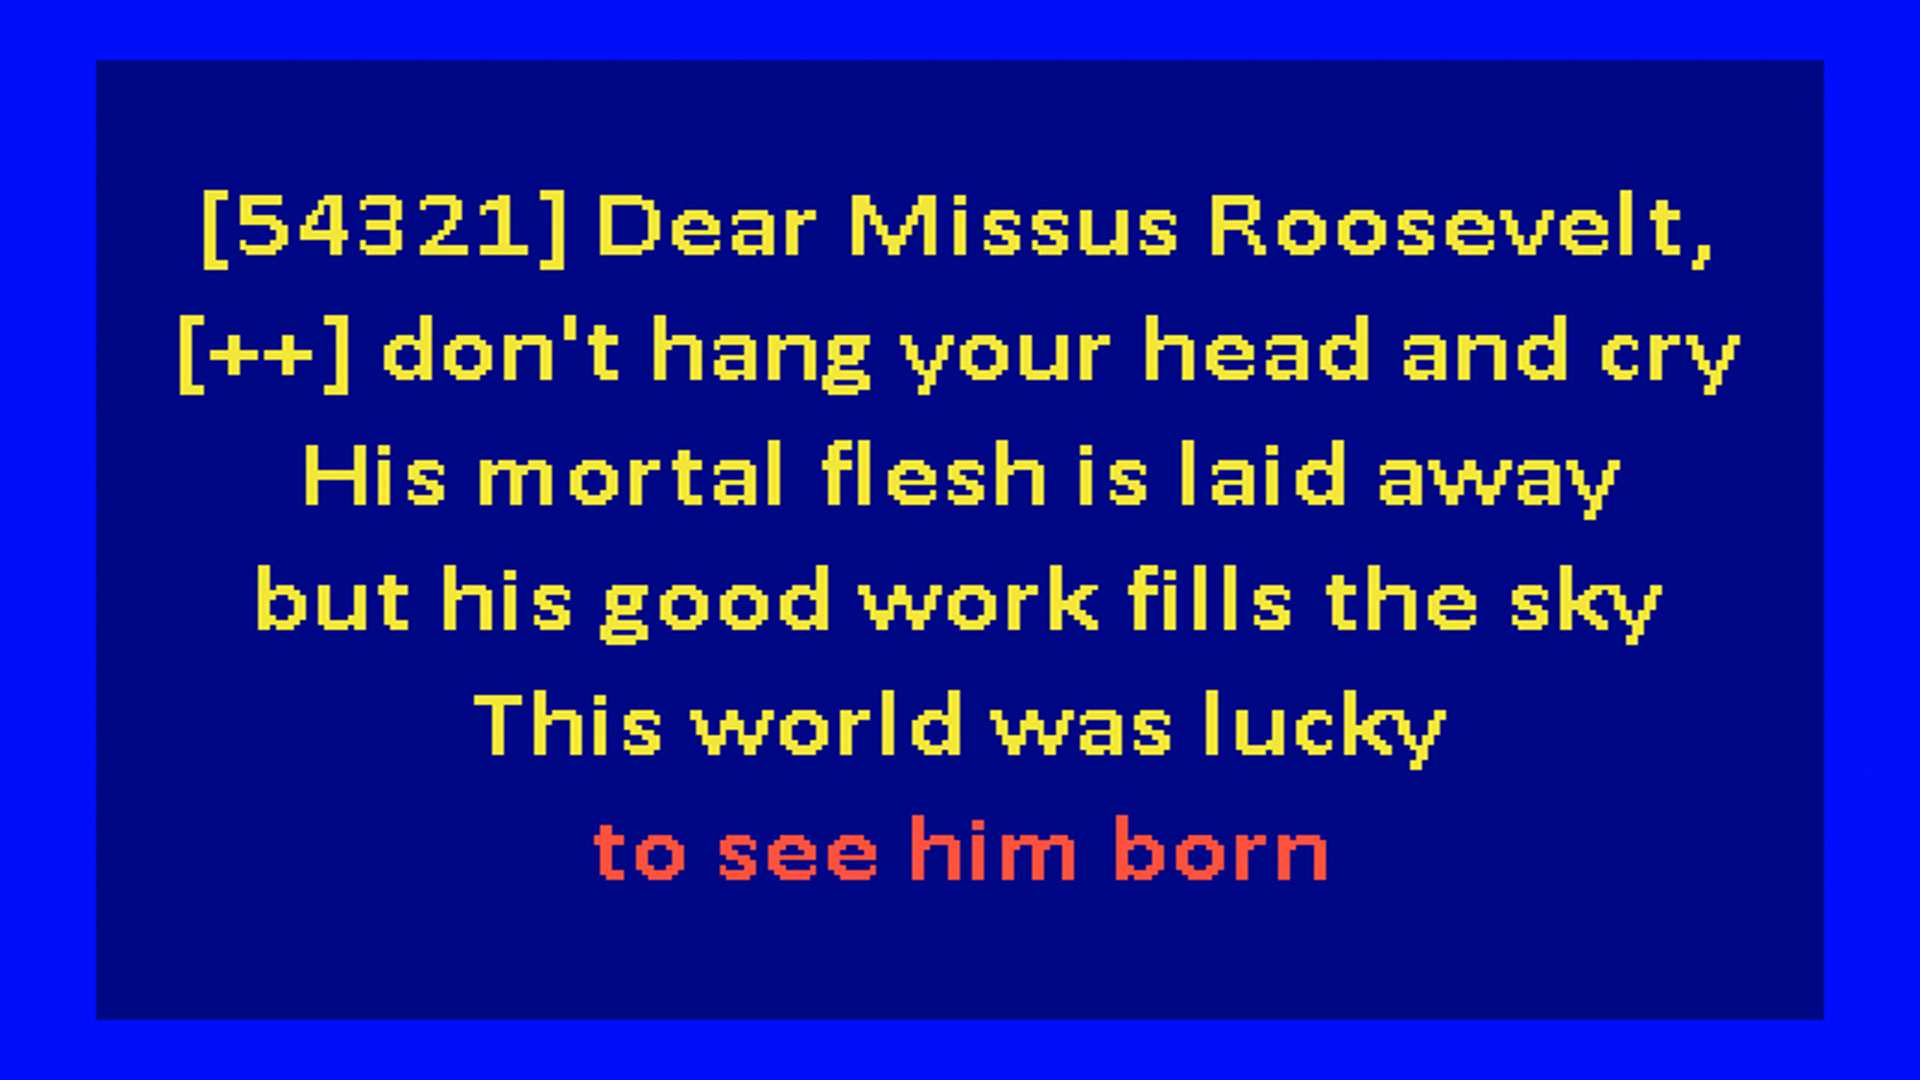 [54321] Dear Missus Roosevelt,
[++] don't hang your head and cry
His mortal flesh is laid away
but his good work fills the sky
This world was lucky
to see him born